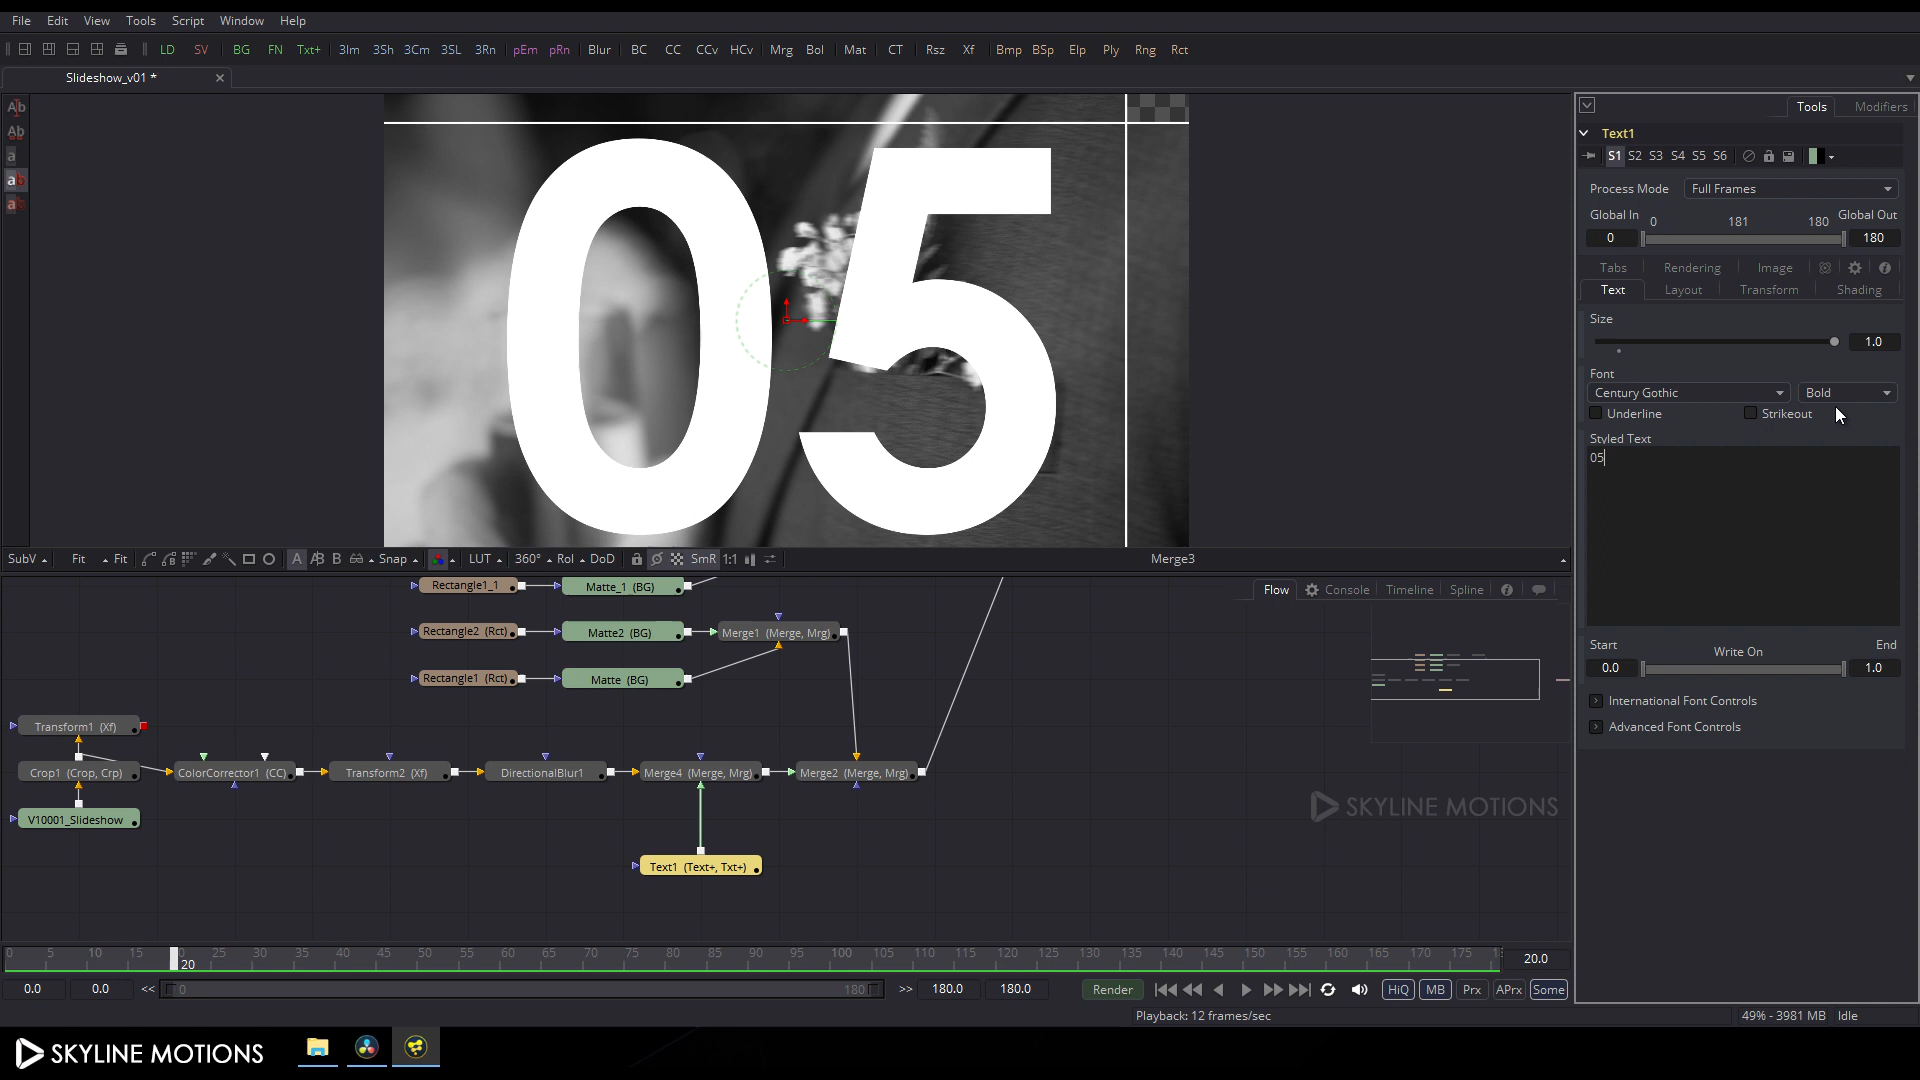 File Edit View Tools Script Window Help
LD SV BG FN Txt+ 3Im 3Sh 3Cm 3SL 3Rn pEm pRn Blur BC CC CCv HCv Mrg Bol Mat CT Rsz Xf Bmp BSp Elp Ply Rng Rct
Slideshow_v01 *
Ab
Ab
a
ab
a
05
Tools Modifiers
Text1
S1 S2 S3 S4 S5 S6
Process Mode Full Frames
Global In 0 181 180 Global Out
0 180
Tabs Rendering Image
Text Layout Transform Shading
Size
1.0
Font
Century Gothic Bold
Underline Strikeout
Styled Text
05
Start Write On End
0.0 1.0
International Font Controls
Advanced Font Controls
SubV Fit Fit A AB B Snap LUT 360° Rol DoD SmR 1:1 Merge3
Flow Console Timeline Spline
Rectangle1_1 Matte_1 (BG)
Rectangle2 (Rct) Matte2 (BG) Merge1 (Merge, Mrg)
Rectangle1 (Rct) Matte (BG)
Transform1 (Xf)
Crop1 (Crop, Crp) ColorCorrector1 (CC) Transform2 (Xf) DirectionalBlur1 Merge4 (Merge, Mrg) Merge2 (Merge, Mrg)
V10001_Slideshow
Text1 (Text+, Txt+)
SKYLINE MOTIONS
0 5 10 15 20 25 30 35 40 45 50 55 60 65 70 75 80 85 90 95 100 105 110 115 120 125 130 135 140 145 150 155 160 165 170 175
20.0
0.0 0.0 << 0 180 >> 180.0 180.0 Render HiQ MB Prx APrx Some
Playback: 12 frames/sec 49% - 3981 MB Idle
SKYLINE MOTIONS